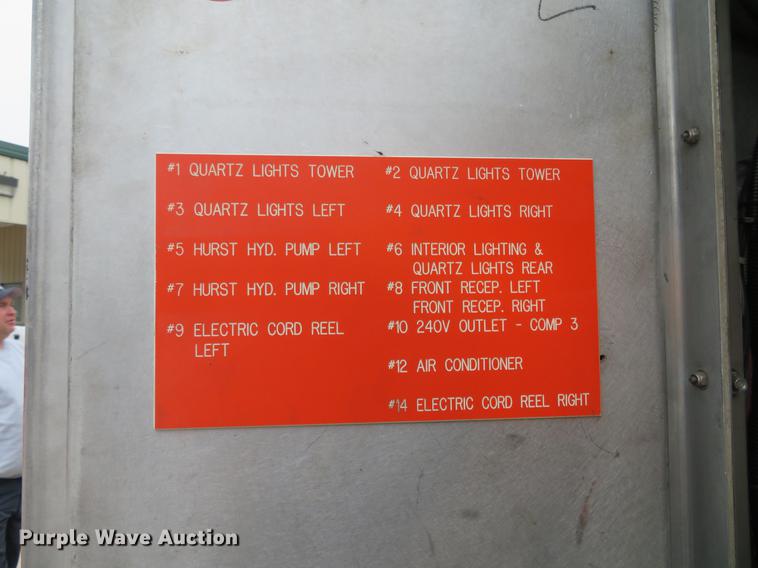 #1 QUARTZ LIGHTS TOWER
#2 QUARTZ LIGHTS TOWER
#3 QUARTZ LIGHTS LEFT
#4 QUARTZ LIGHTS RIGHT
#5 HURST HYD. PUMP LEFT
#6 INTERIOR LIGHTING &
QUARTZ LIGHTS REAR
#7 HURST HYD. PUMP RIGHT
#8 FRONT RECEP. LEFT
FRONT RECEP. RIGHT
#9 ELECTRIC CORD REEL
LEFT
#10 240V OUTLET - COMP 3
#12 AIR CONDITIONER
#14 ELECTRIC CORD REEL RIGHT
Purple Wave Auction